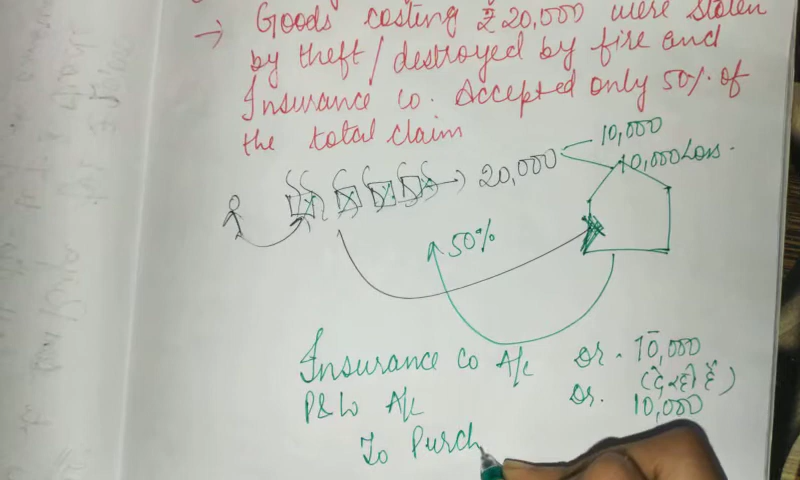 → Goods costing ₹ 20,000 were stolen
by theft/destroyed by fire and
Insurance Co. Accepted only 50% of
the total claim
20,000
10,000
10,000 Loss.
50%
Insurance Co A/c Dr. 10,000
(दे रही है)
P&L A/c Dr. 10,000
To Purch